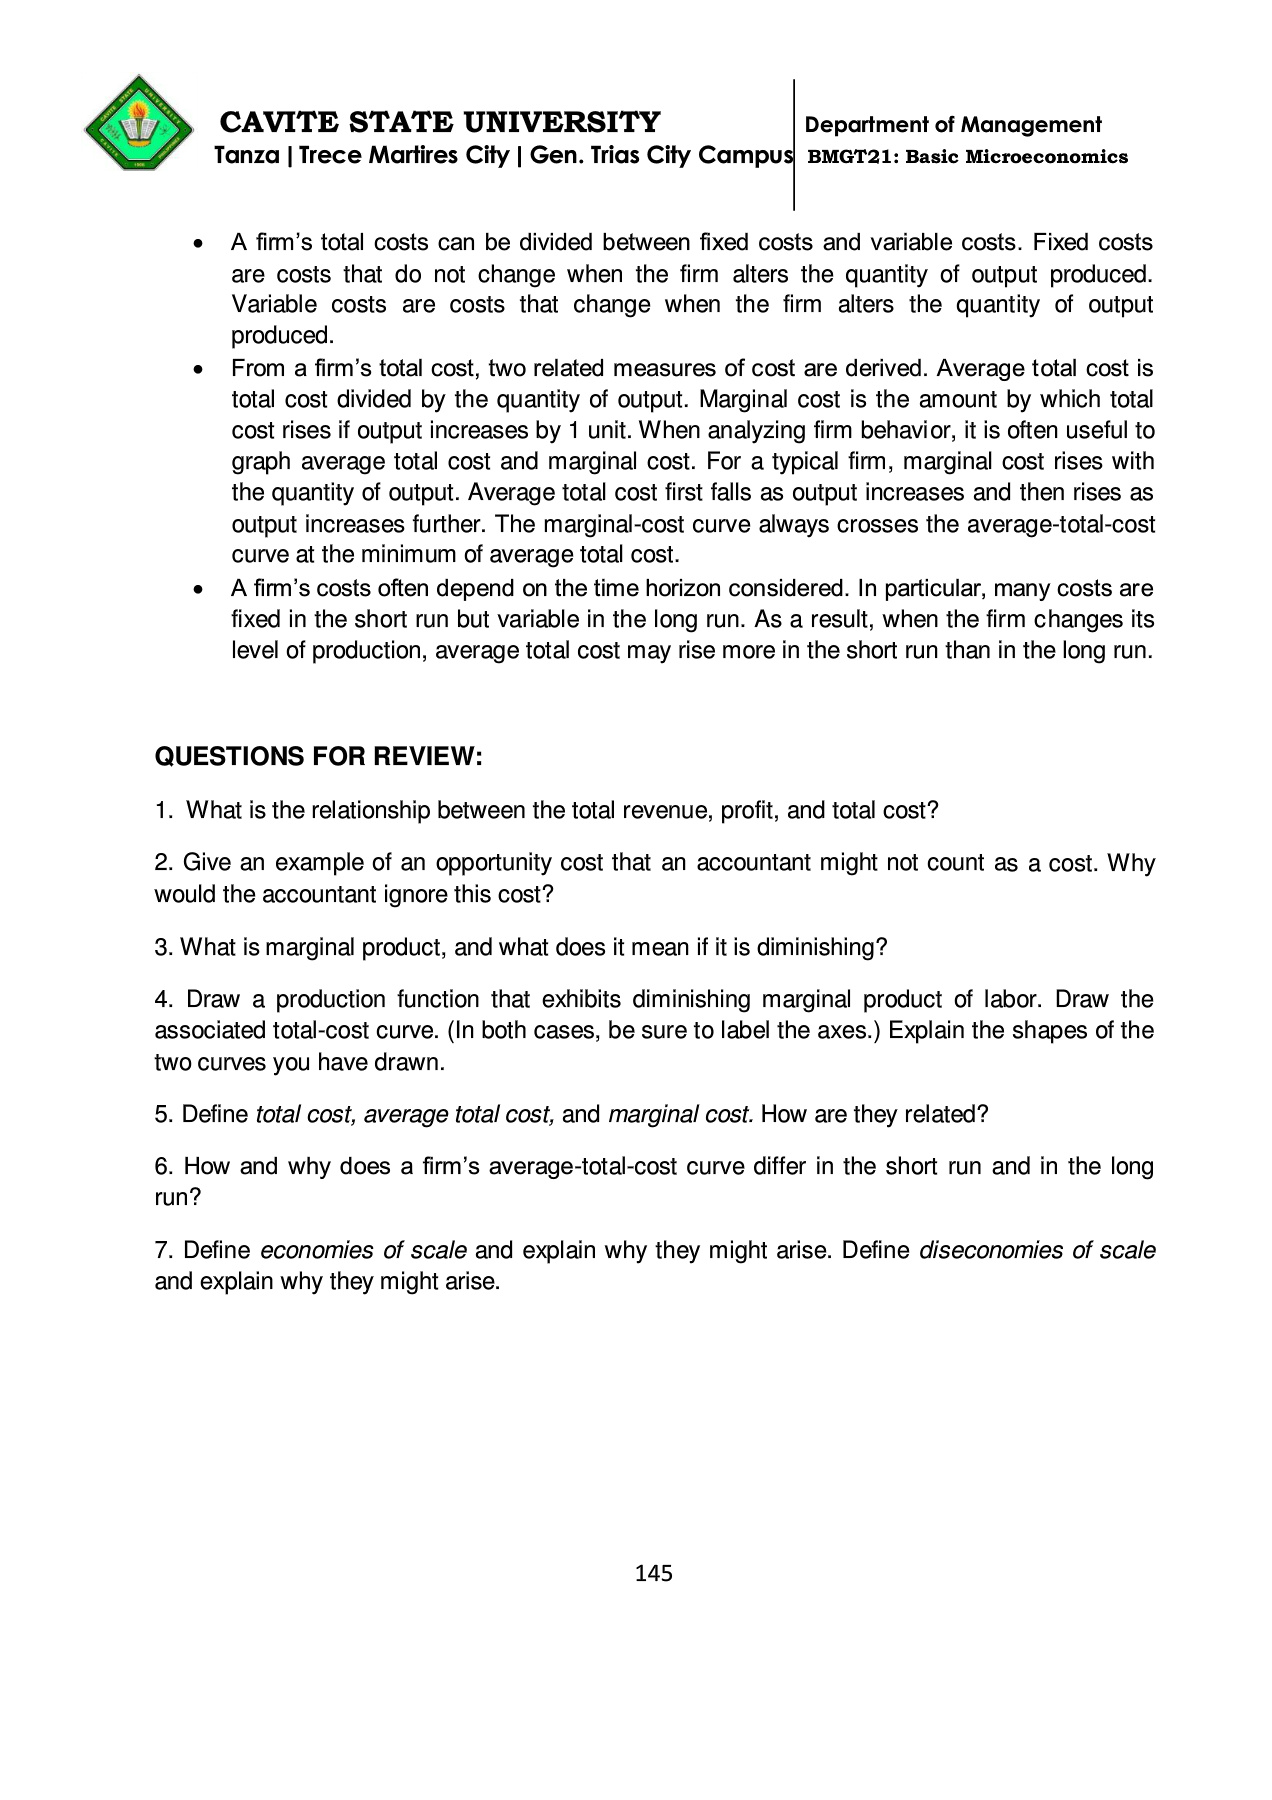 CAVITE STATE UNIVERSITY
Tanza | Trece Martires City | Gen. Trias City Campus
Department of Management
BMGT21: Basic Microeconomics
• A firm’s total costs can be divided between fixed costs and variable costs. Fixed costs
are costs that do not change when the firm alters the quantity of output produced.
Variable costs are costs that change when the firm alters the quantity of output
produced.
• From a firm’s total cost, two related measures of cost are derived. Average total cost is
total cost divided by the quantity of output. Marginal cost is the amount by which total
cost rises if output increases by 1 unit. When analyzing firm behavior, it is often useful to
graph average total cost and marginal cost. For a typical firm, marginal cost rises with
the quantity of output. Average total cost first falls as output increases and then rises as
output increases further. The marginal-cost curve always crosses the average-total-cost
curve at the minimum of average total cost.
• A firm’s costs often depend on the time horizon considered. In particular, many costs are
fixed in the short run but variable in the long run. As a result, when the firm changes its
level of production, average total cost may rise more in the short run than in the long run.
QUESTIONS FOR REVIEW:
1. What is the relationship between the total revenue, profit, and total cost?
2. Give an example of an opportunity cost that an accountant might not count as a cost. Why
would the accountant ignore this cost?
3. What is marginal product, and what does it mean if it is diminishing?
4. Draw a production function that exhibits diminishing marginal product of labor. Draw the
associated total-cost curve. (In both cases, be sure to label the axes.) Explain the shapes of the
two curves you have drawn.
5. Define total cost, average total cost, and marginal cost. How are they related?
6. How and why does a firm’s average-total-cost curve differ in the short run and in the long
run?
7. Define economies of scale and explain why they might arise. Define diseconomies of scale
and explain why they might arise.
145